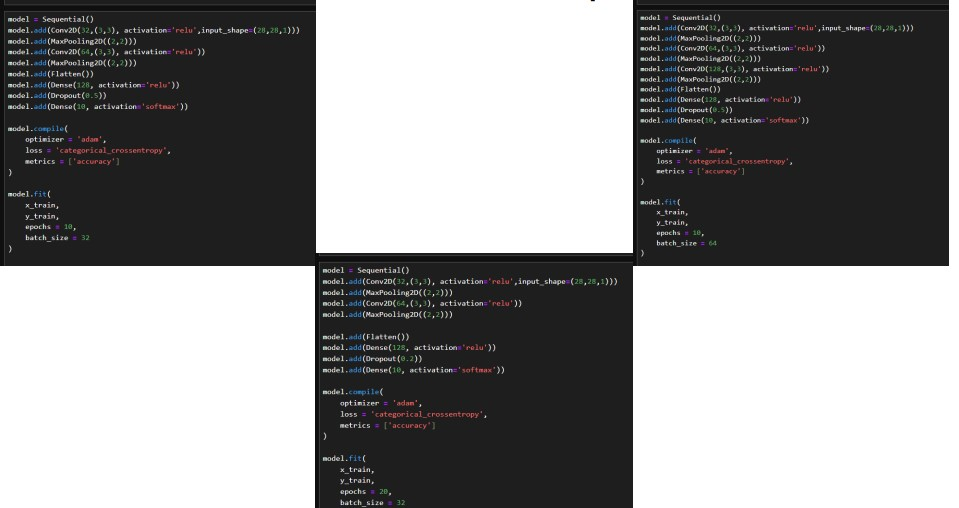 model = Sequential()
model.add(Conv2D(32,(3,3), activation='relu',input_shape=(28,28,1)))
model.add(MaxPooling2D((2,2)))
model.add(Conv2D(64,(3,3), activation='relu'))
model.add(MaxPooling2D((2,2)))
model.add(Flatten())
model.add(Dense(128, activation='relu'))
model.add(Dropout(0.5))
model.add(Dense(10, activation='softmax'))
model.compile(
optimizer = 'adam',
loss = 'categorical_crossentropy',
metrics = ['accuracy']
)
model.fit(
x_train,
y_train,
epochs = 10,
batch_size = 32
)
model = Sequential()
model.add(Conv2D(32,(3,3), activation='relu',input_shape=(28,28,1)))
model.add(MaxPooling2D((2,2)))
model.add(Conv2D(64,(3,3), activation='relu'))
model.add(MaxPooling2D((2,2)))
model.add(Flatten())
model.add(Dense(128, activation='relu'))
model.add(Dropout(0.2))
model.add(Dense(10, activation='softmax'))
model.compile(
optimizer = 'adam',
loss = 'categorical_crossentropy',
metrics = ['accuracy']
)
model.fit(
x_train,
y_train,
epochs = 20,
batch_size = 32
model = Sequential()
model.add(Conv2D(32,(3,3), activation='relu',input_shape=(28,28,1)))
model.add(MaxPooling2D((2,2)))
model.add(Conv2D(64,(3,3), activation='relu'))
model.add(MaxPooling2D((2,2)))
model.add(Conv2D(128,(3,3), activation='relu'))
model.add(MaxPooling2D((2,2)))
model.add(Flatten())
model.add(Dense(128, activation='relu'))
model.add(Dropout(0.5))
model.add(Dense(10, activation='softmax'))
model.compile(
optimizer = 'adam',
loss = 'categorical_crossentropy',
metrics = ['accuracy']
)
model.fit(
x_train,
y_train,
epochs = 10,
batch_size = 64
)